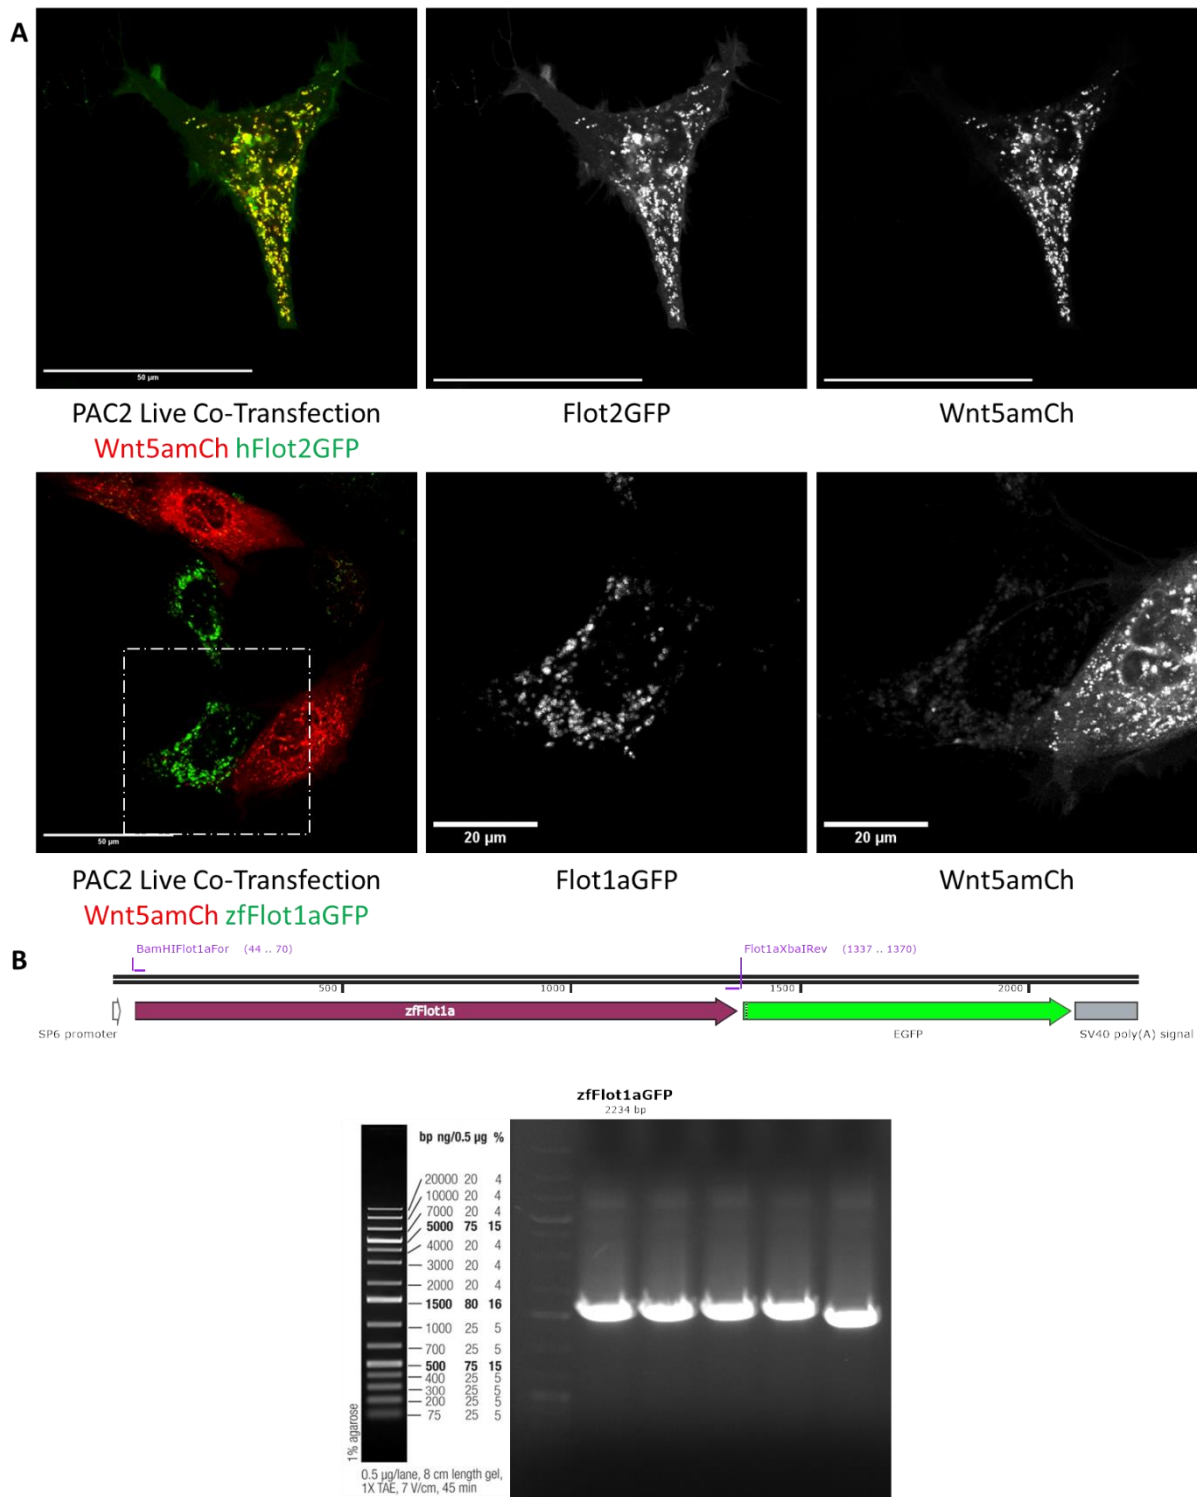 A
50 µm
PAC2 Live Co-Transfection
Wnt5amCh hFlot2GFP
Flot2GFP
Wnt5amCh
50 µm
20 µm
20 µm
PAC2 Live Co-Transfection
Wnt5amCh zfFlot1aGFP
Flot1aGFP
Wnt5amCh
B
BamHIFlot1aFor (44 .. 70)
Flot1aXbaIRev (1337 .. 1370)
500 1000 1500 2000
zfFlot1a
SP6 promoter
EGFP
SV40 poly(A) signal
zfFlot1aGFP
2234 bp
bp ng/0.5 µg %
20000 20 4
10000 20 4
7000 20 4
5000 75 15
4000 20 4
3000 20 4
2000 20 4
1500 80 16
1000 25 5
700 25 5
500 75 15
400 25 5
300 25 5
200 25 5
75 25 5
1% agarose
0.5 µg/lane, 8 cm length gel,
1X TAE, 7 V/cm, 45 min